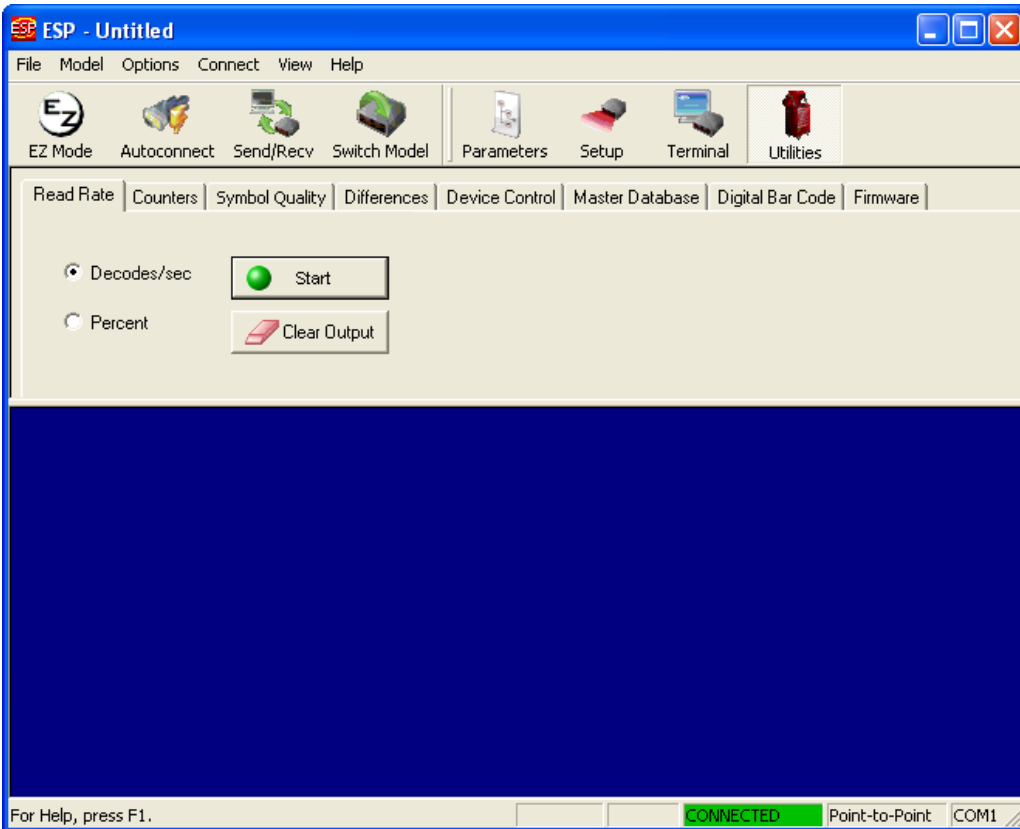 ESP ESP - Untitled
File Model Options Connect View Help
EZ
EZ Mode Autoconnect Send/Recv Switch Model Parameters Setup Terminal Utilities
Read Rate Counters Symbol Quality Differences Device Control Master Database Digital Bar Code Firmware
Decodes/sec Start
Percent Clear Output
For Help, press F1. CONNECTED Point-to-Point COM1